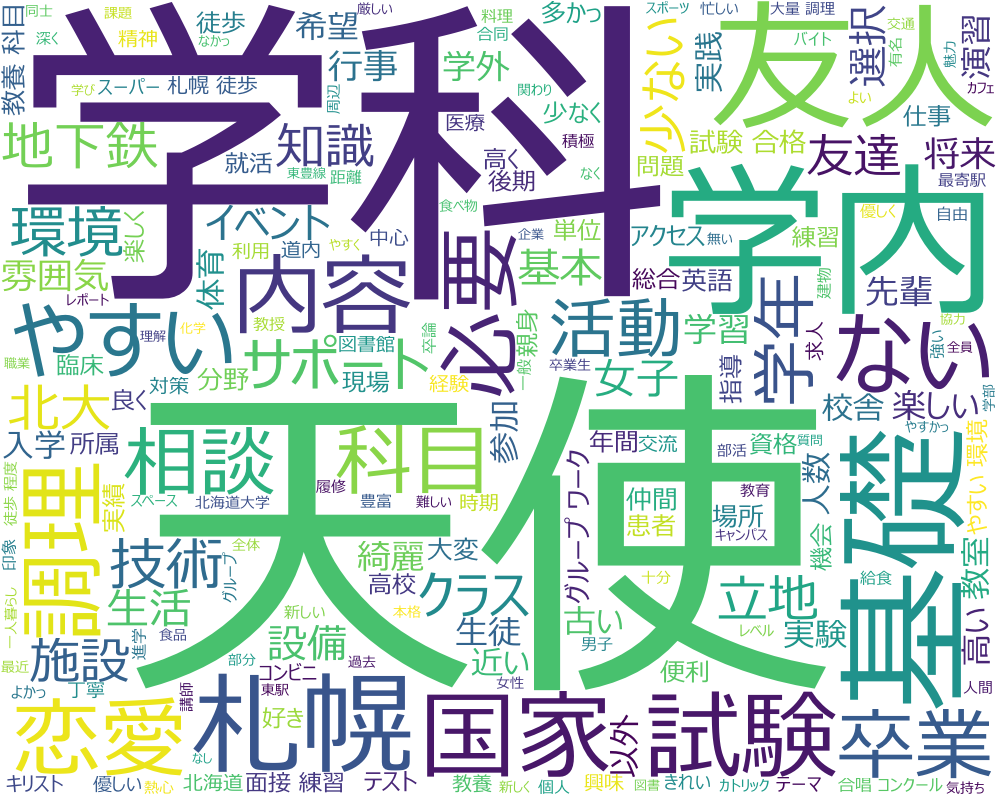 学科
天使
友人
学内
基礎
札幌
国家試験
ない
やすい
調理
恋愛
内容
必要
科目
相談
サポート
活動
学年
卒業
環境
北大
技術
施設
地下鉄
知識
生活
クラス
立地
友達
少ない
雰囲気
イベント
教養 科目
同士
深く
課題
精神
なかっ
徒歩
希望
行事
学び
スーパー
札幌 徒歩
就活
周辺
東豊線
距離
楽しく
体育
利用
道内
中心
レポート
学外
医療
料理
合同
関わり
多かっ
少なく
積極
なく
高く
後期
食べ物
やすく
企業
単位
基本
スポーツ
忙しい
大量 調理
実践
バイト
選択
有名
交通
魅力
演習
カフェ
よい
仕事
試験 合格
問題
将来
最寄駅
アクセス
無い
練習
優しく
自由
総合
英語
建物
先輩
学習
求人
協力
全員
強い
学部
臨床
理解
化学
教授
図書館
卒論
一般
親身
卒業生
職業
対策
分野
現場
経験
女子
指導
校舎
楽しい
やすかっ
良く
入学
所属
参加
年間
交流
部活
資格
質問
人数
やすい 環境
徒歩 程度
印象
実績
スペース
北海道大学
履修
豊富
難しい
時期
グループ ワーク
仲間
患者
場所
教育
キャンパス
機会
教室
給食
一人暮らし
全体
グループ
綺麗
大変
高校
本格
十分
古い
男子
レベル
実験
高い
人間
進学
食品
新しい
設備
生徒
近い
便利
最近
よかっ
丁寧
講師
部分
コンビニ
東駅
過去
女性
好き
以外
なし
キリスト
優しい
熱心
北海道
面接 練習
テスト
教養
新しく
個人
興味
きれい
図書
カトリック
テーマ
合唱 コンクール
気持ち
厳しい